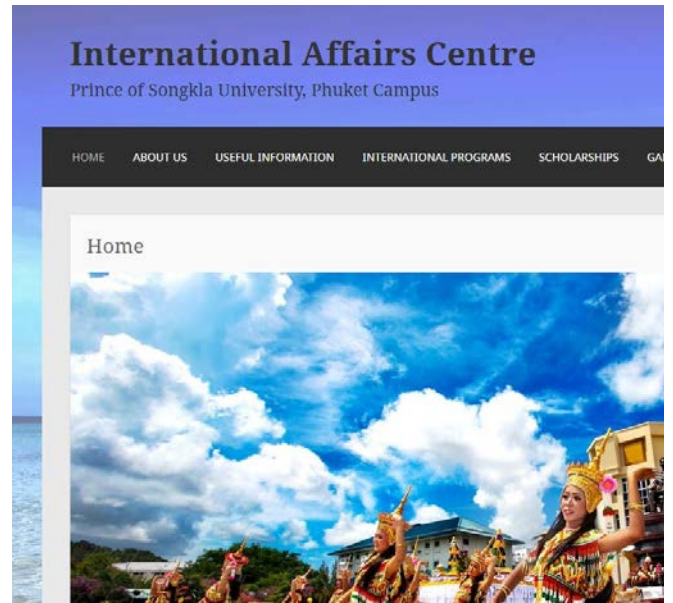 International Affairs Centre
Prince of Songkla University, Phuket Campus
HOME ABOUT US USEFUL INFORMATION INTERNATIONAL PROGRAMS SCHOLARSHIPS
Home